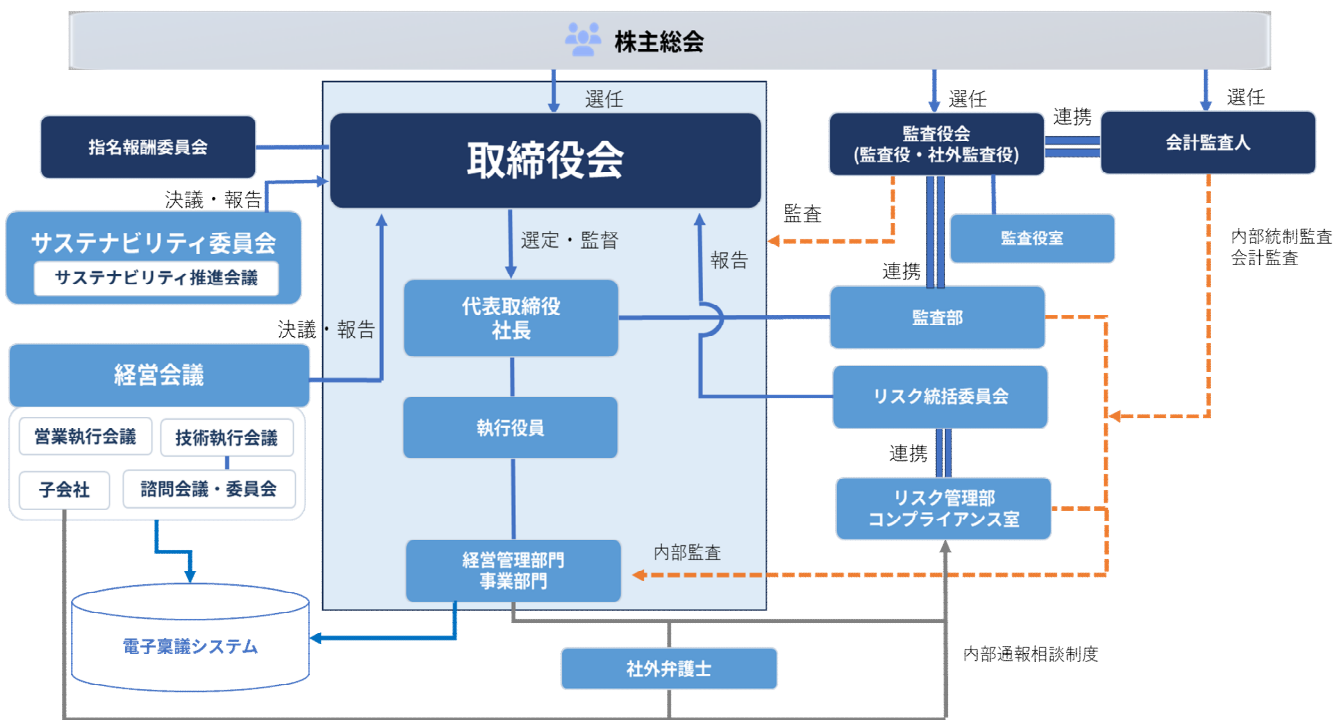 株主総会
選任
選任
選任
指名報酬委員会
取締役会
監査役会
(監査役・社外監査役)
連携
会計監査人
決議・報告
サステナビリティ委員会
サステナビリティ推進会議
選定・監督
監査
報告
監査役室
内部統制監査
会計監査
連携
代表取締役
社長
監査部
決議・報告
経営会議
営業執行会議
技術執行会議
子会社
諮問会議・委員会
執行役員
リスク統括委員会
連携
リスク管理部
コンプライアンス室
経営管理部門
事業部門
内部監査
電子稟議システム
社外弁護士
内部通報相談制度